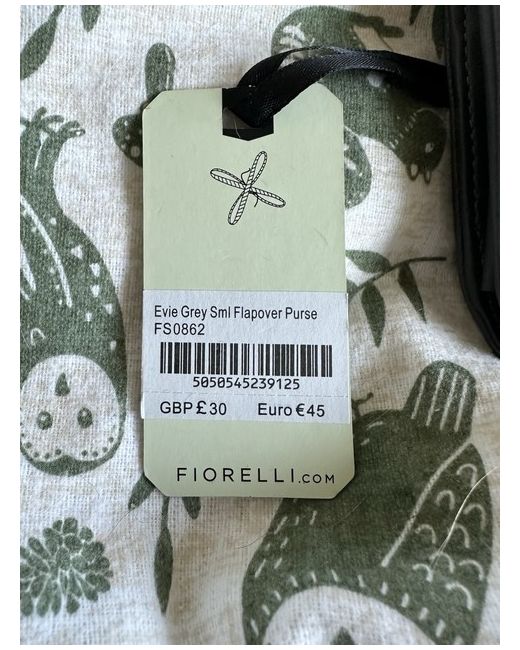 Evie Grey Sml Flapover Purse
FS0862
5050545239125
GBP £30 Euro €45
FIORELLI.COM